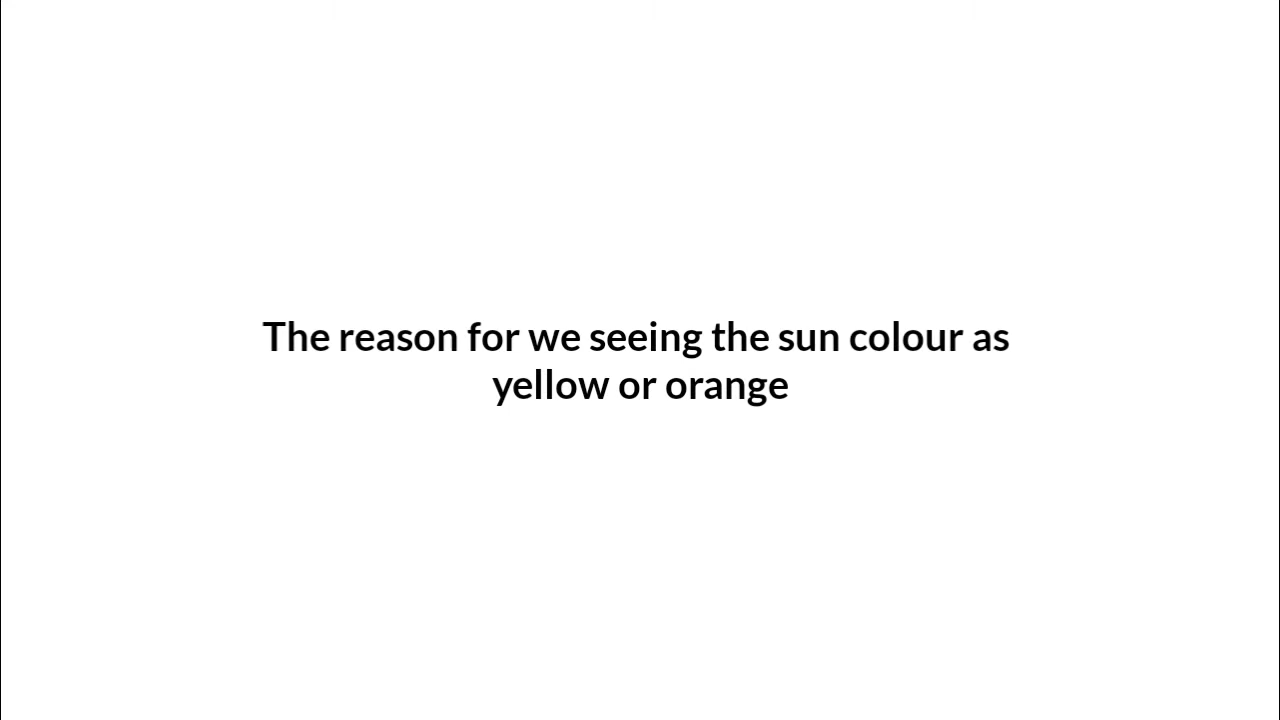 The reason for we seeing the sun colour as
yellow or orange